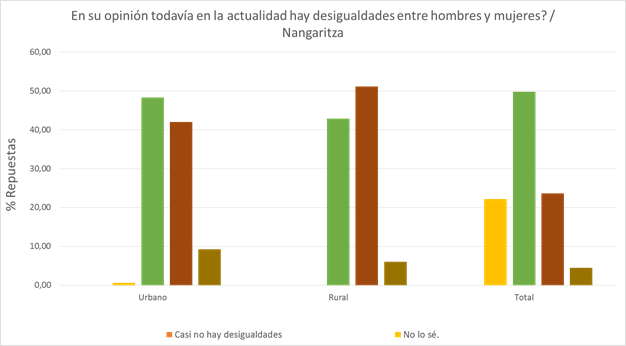 En su opinión todavía en la actualidad hay desigualdades entre hombres y mujeres? /
Nangaritza
% Repuestas
60,00
50,00
40,00
30,00
20,00
10,00
0,00
Urbano
Rural
Total
Casi no hay desigualdades
No lo sé.